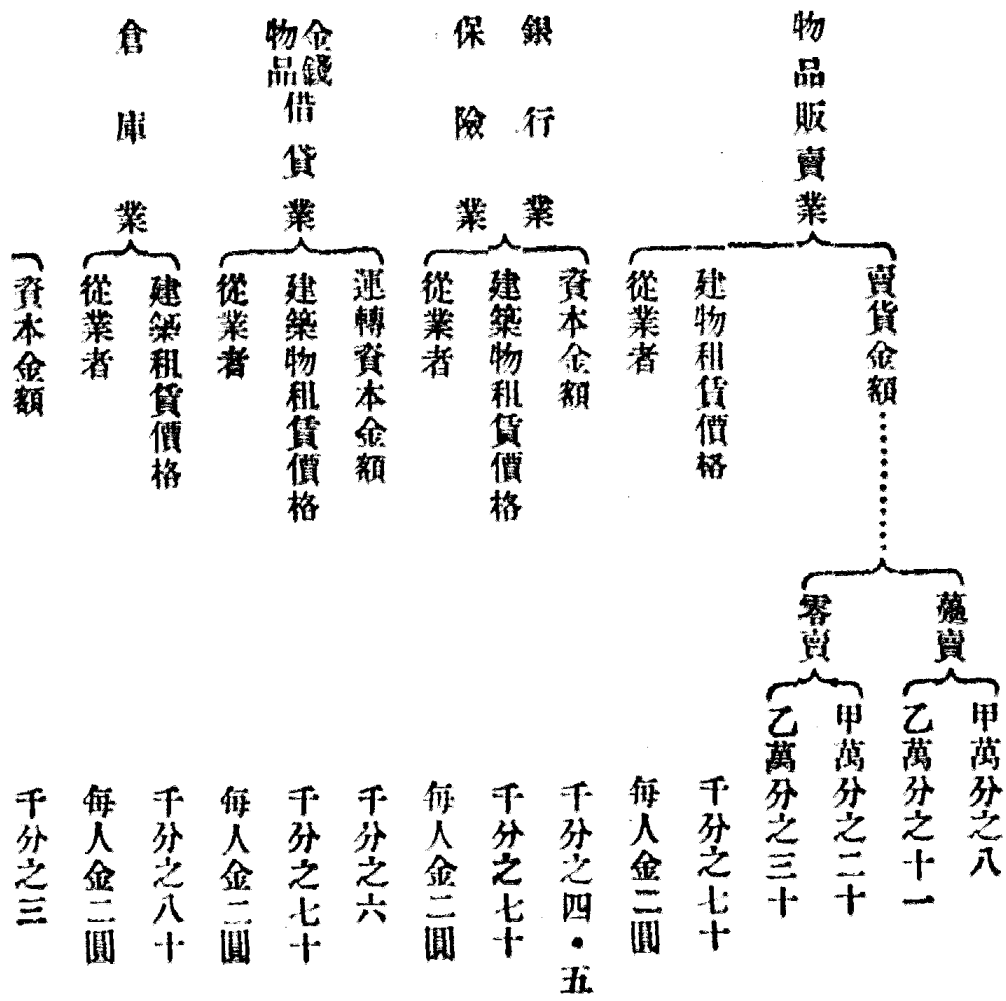 物品販賣業
賣貨金額
躉賣
甲萬分之八
乙萬分之十一
零賣
甲萬分之二十
乙萬分之三十
建物租賃價格
千分之七十
從業者
每人金二圓
銀行業
保險業
資本金額
千分之四・五
建築物租賃價格
千分之七十
從業者
每人金二圓
金錢
物品
借貸業
運轉資本金額
千分之六
建築物租賃價格
千分之七十
從業者
每人金二圓
倉庫業
建築租賃價格
千分之八十
從業者
每人金二圓
資本金額
千分之三